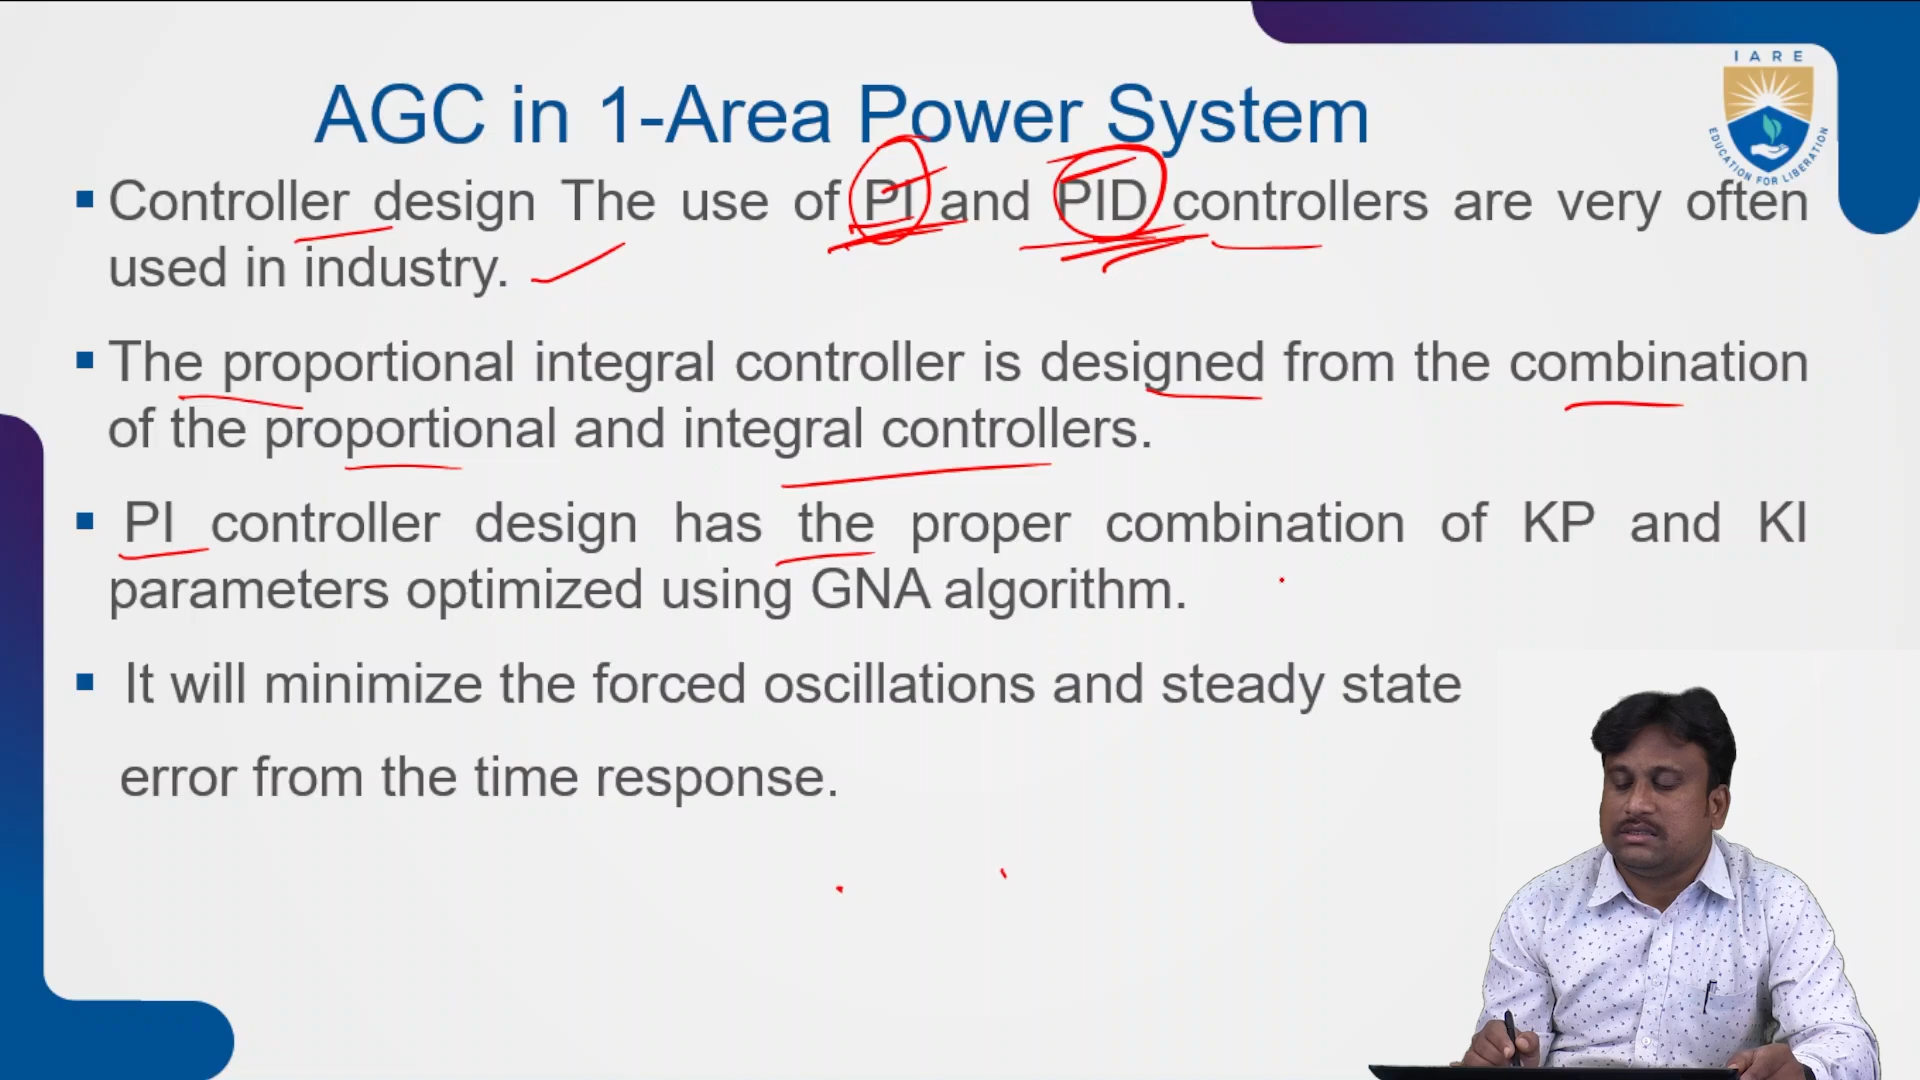 IARE
EDUCATION FOR LIBERATION
AGC in 1-Area Power System
Controller design The use of PI and PID controllers are very often
used in industry.
The proportional integral controller is designed from the combination
of the proportional and integral controllers.
PI controller design has the proper combination of KP and KI
parameters optimized using GNA algorithm.
It will minimize the forced oscillations and steady state
error from the time response.